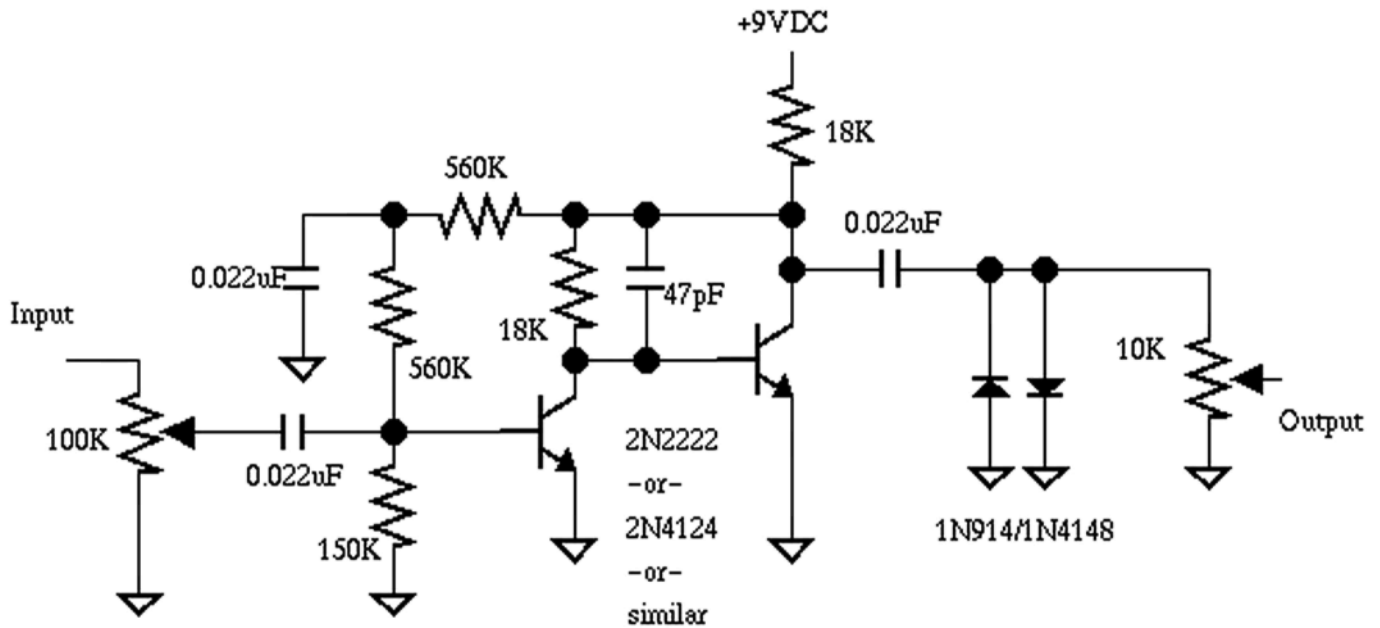 +9VDC
18K
560K
0.022uF
0.022uF
47pF
Input
18K
560K
10K
100K
2N2222
Output
0.022uF
-or-
2N4124
1N914/1N4148
150K
-or-
similar